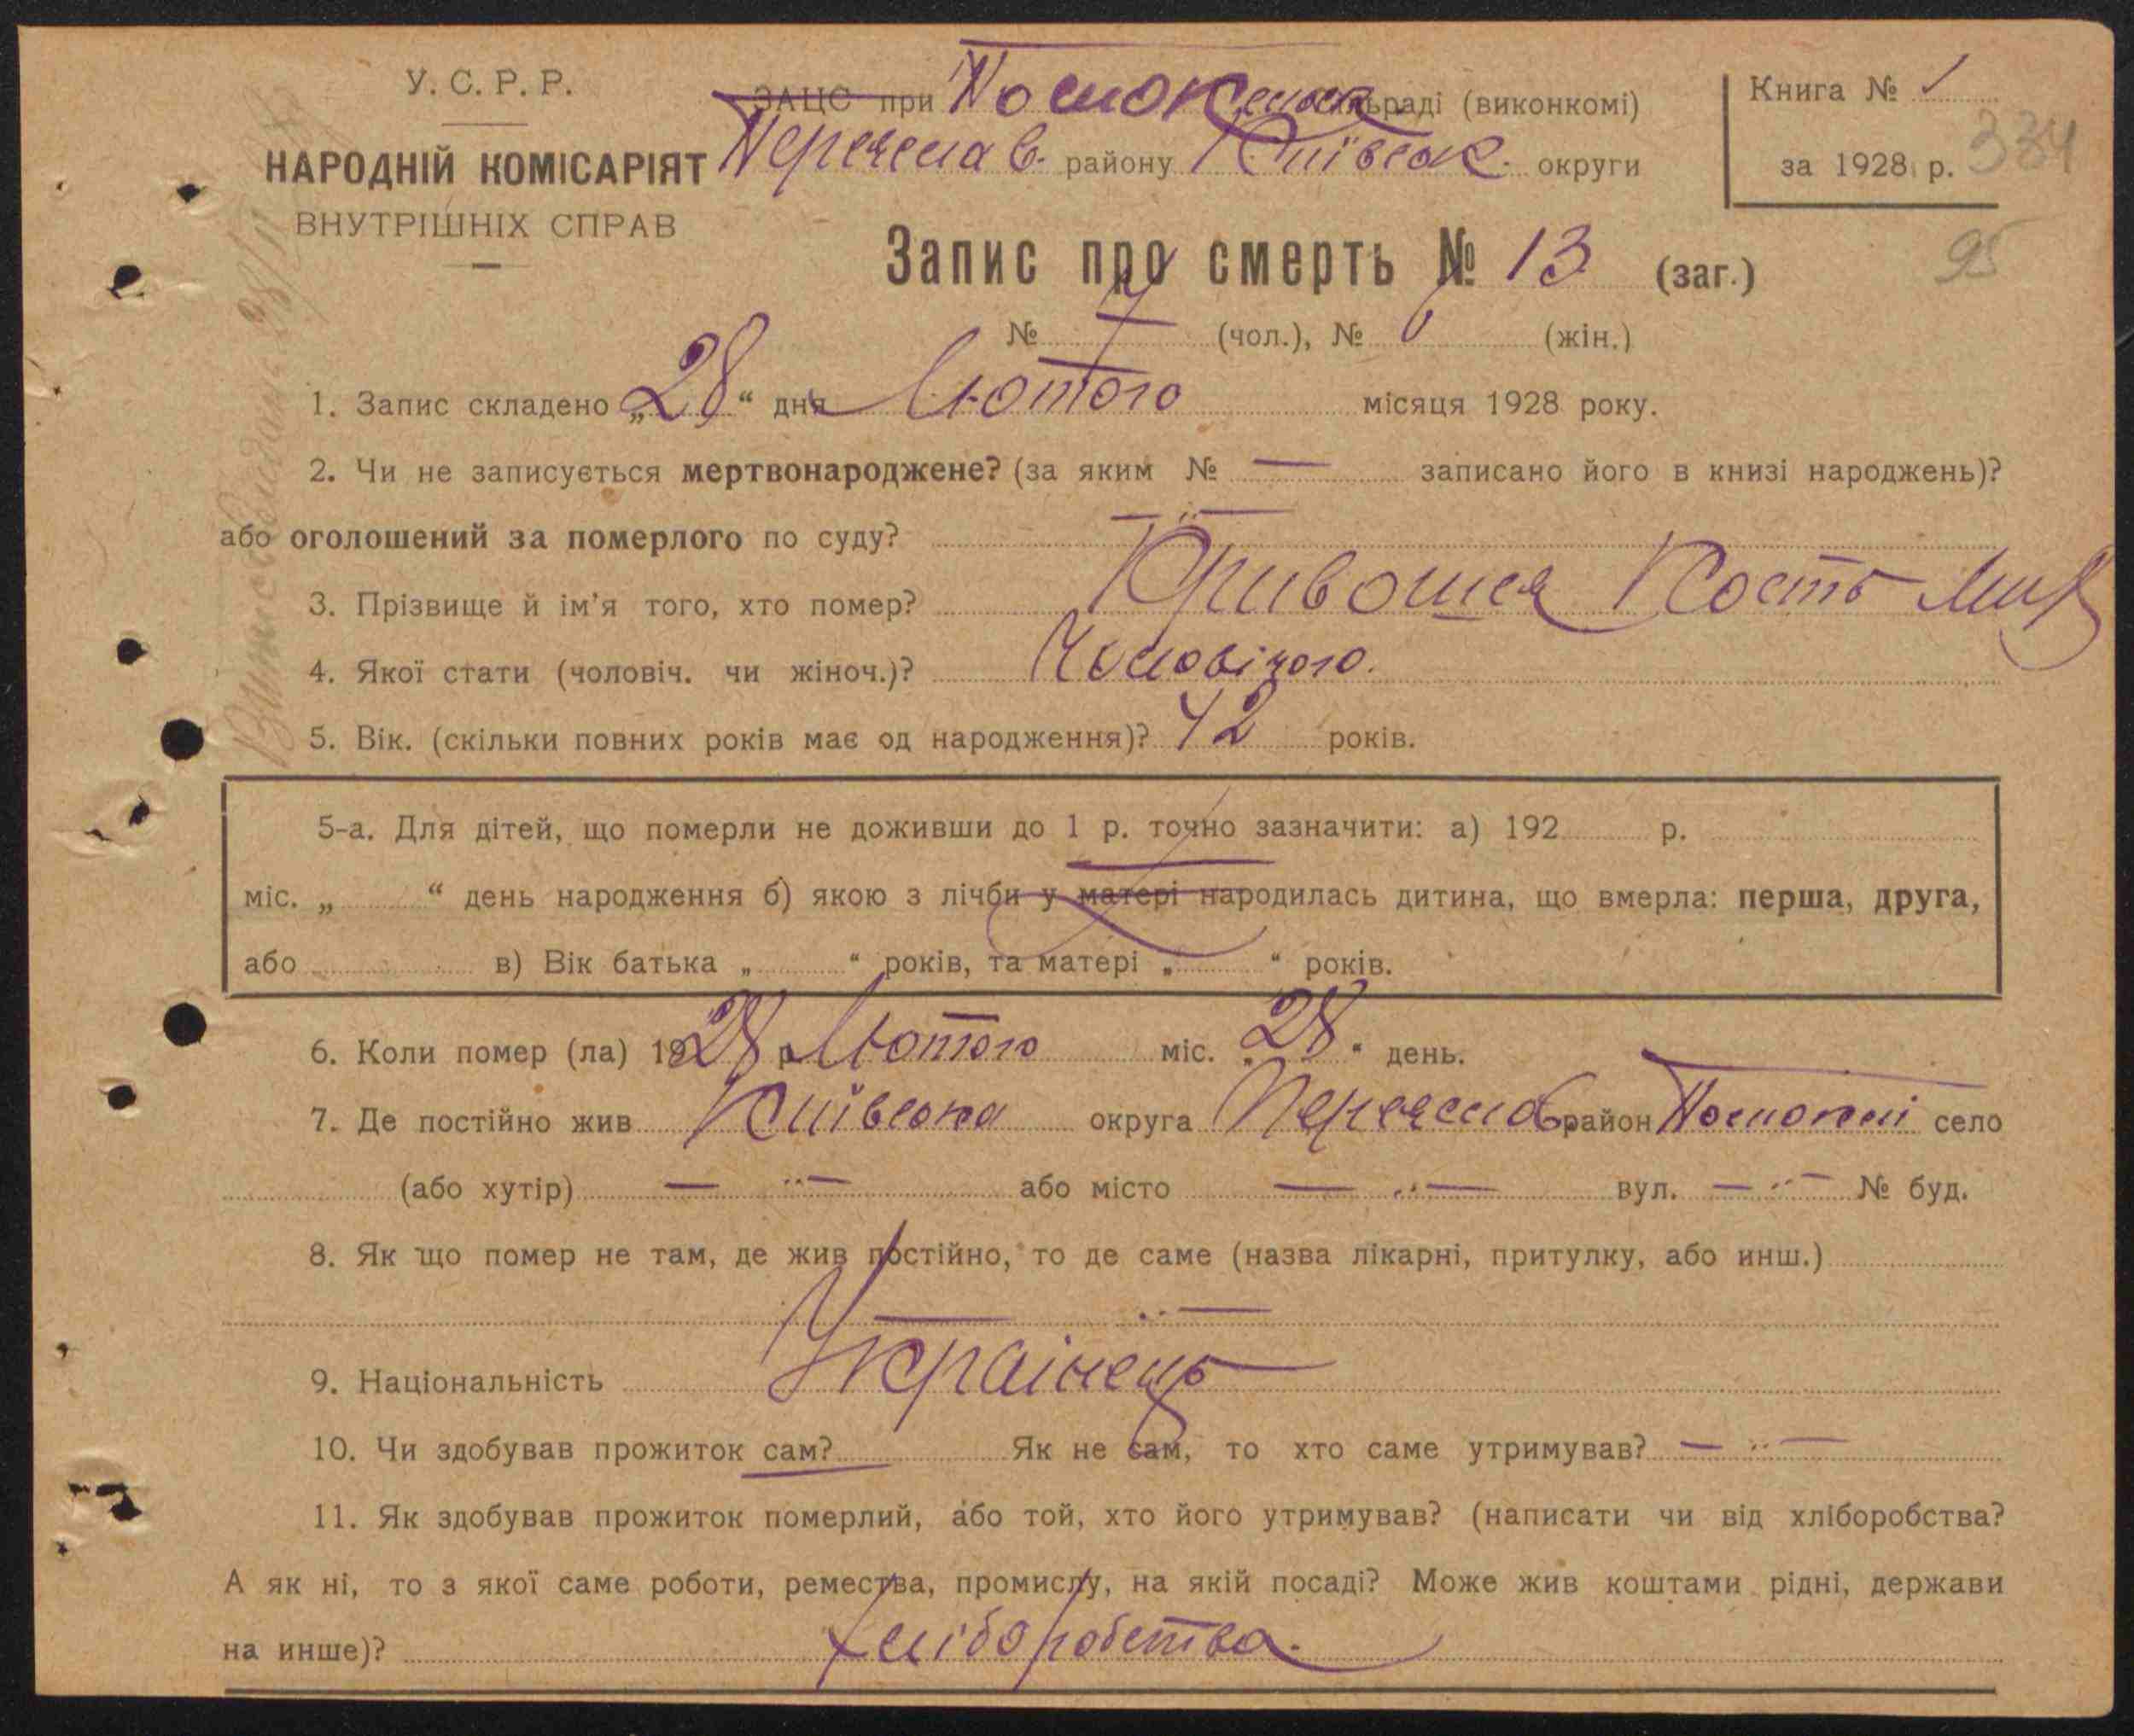 У. С. Р. Р.
НАРОДНІЙ КОМІСАРІЯТ
ВНУТРІШНІХ СПРАВ
ЗАЦС при Помокельськ сільраді (виконкомі)
Переяслав. району Київськ. округи
Книга № 1
за 1928 р.
334
95
Запис про смерть № 13 (заг.)
№ 7 (чол.), № (жін.)
1. Запис складено „28“ дня Лютого місяця 1928 року.
2. Чи не записується мертвонароджене? (за яким № — записано його в книзі народжень)?
або оголошений за померлого по суду? — „ —
3. Прізвище й ім'я того, хто помер? Кривошея Кость Мик
4. Якої стати (чоловіч. чи жіноч.)? Чоловічого.
5. Вік. (скільки повних років має од народження)? 42 років.
5-а. Для дітей, що померли не доживши до 1 р. точно зазначити: а) 192 р.
міс. „ “ день народження б) якою з лічби у матері народилась дитина, що вмерла: перша, друга,
або в) Вік батька „ “ років, та матері „ “ років.
6. Коли помер (ла) 1928 р. Лютого міс. „28“ день.
7. Де постійно жив Київська округа Переяслав район село
(або хутір) — „ — або місто — „ — вул. — „ — № буд.
8. Як що помер не там, де жив постійно, то де саме (назва лікарні, притулку, або инш.)
— „ —
9. Національність Українець
10. Чи здобував прожиток сам? Як не сам, то хто саме утримував? — „ —
11. Як здобував прожиток померлий, або той, хто його утримував? (написати чи від хліборобства?
А як ні, то з якої саме роботи, ремества, промислу, на якій посаді? Може жив коштами рідні, держави
на инше)? Хліборобства.